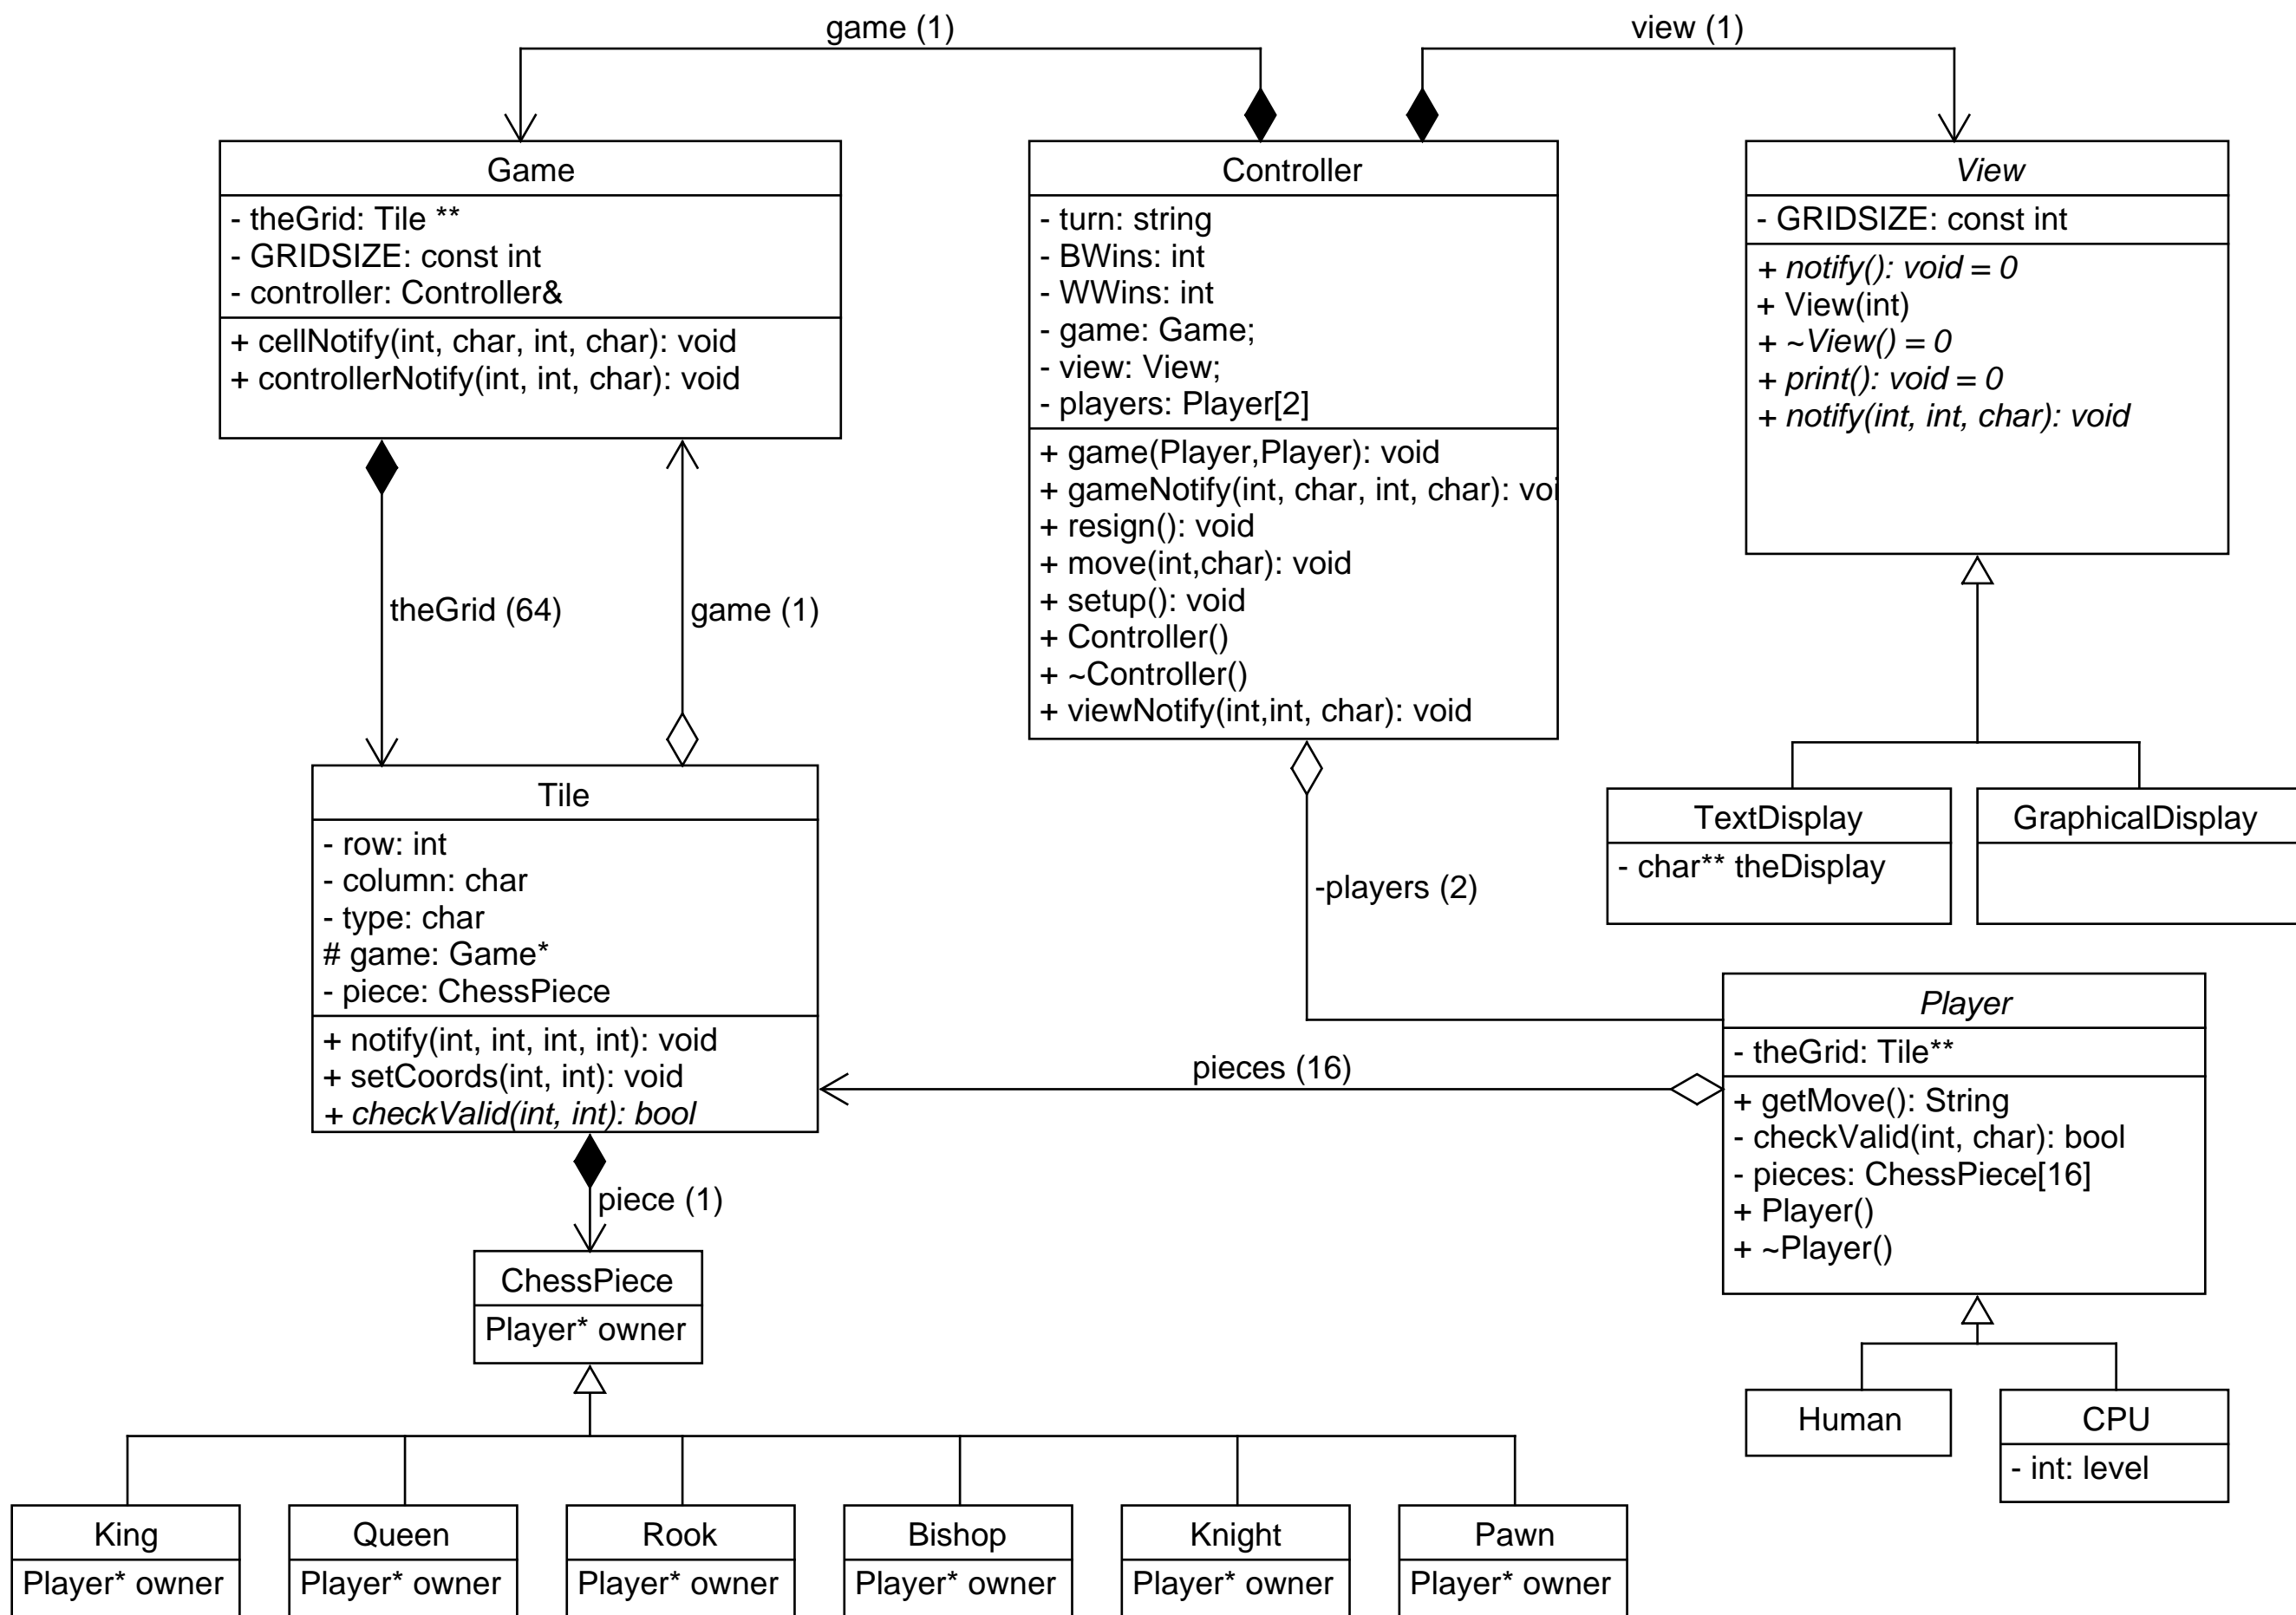 game (1)
view (1)
Game
- theGrid: Tile **
- GRIDSIZE: const int
- controller: Controller&
+ cellNotify(int, char, int, char): void
+ controllerNotify(int, int, char): void
Controller
- turn: string
- BWins: int
- WWins: int
- game: Game;
- view: View;
- players: Player[2]
+ game(Player,Player): void
+ gameNotify(int, char, int, char): voi
+ resign(): void
+ move(int,char): void
+ setup(): void
+ Controller()
+ ~Controller()
+ viewNotify(int,int, char): void
View
- GRIDSIZE: const int
+ notify(): void = 0
+ View(int)
+ ~View() = 0
+ print(): void = 0
+ notify(int, int, char): void
theGrid (64)
game (1)
Tile
- row: int
- column: char
- type: char
# game: Game*
- piece: ChessPiece
+ notify(int, int, int, int): void
+ setCoords(int, int): void
+ checkValid(int, int): bool
-players (2)
TextDisplay
- char** theDisplay
GraphicalDisplay
pieces (16)
Player
- theGrid: Tile**
+ getMove(): String
- checkValid(int, char): bool
- pieces: ChessPiece[16]
+ Player()
+ ~Player()
piece (1)
ChessPiece
Player* owner
Human
CPU
- int: level
King
Player* owner
Queen
Player* owner
Rook
Player* owner
Bishop
Player* owner
Knight
Player* owner
Pawn
Player* owner